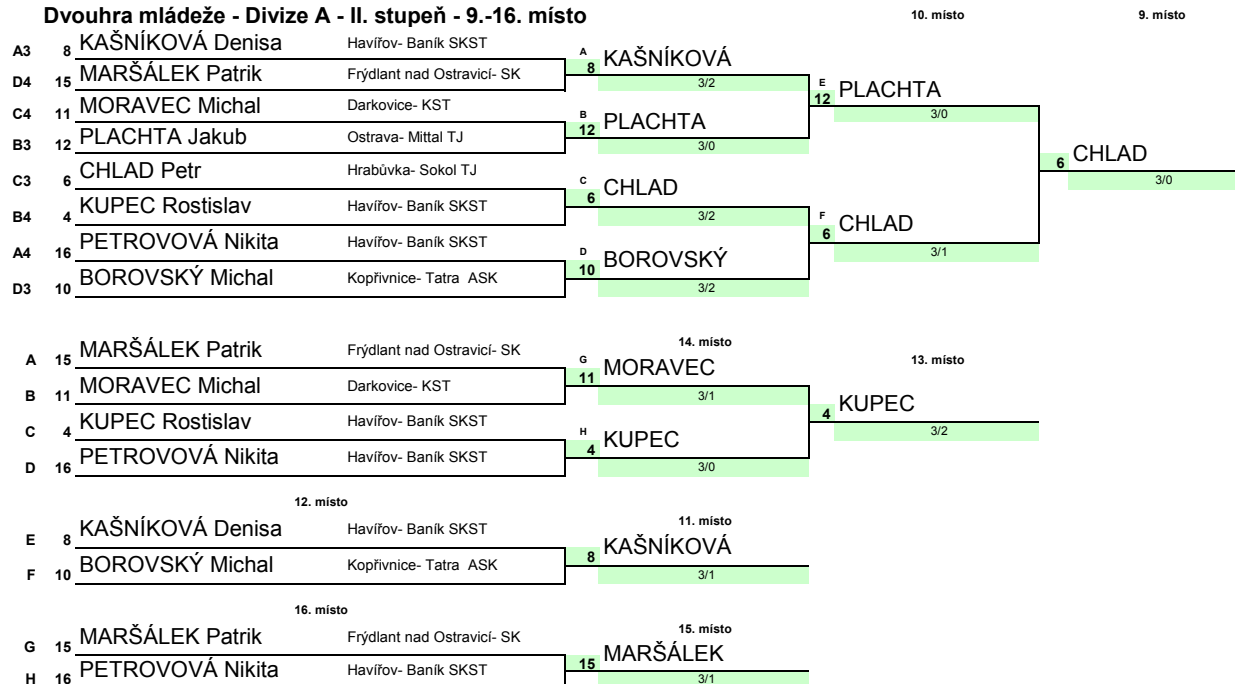 Dvouhra mládeže - Divize A - II. stupeň - 9.-16. místo
10. místo 9. místo
A3 8 KAŠNÍKOVÁ Denisa Havířov- Baník SKST
A 8 KAŠNÍKOVÁ
D4 15 MARŠÁLEK Patrik Frýdlant nad Ostravicí- SK
3/2
E 12 PLACHTA
C4 11 MORAVEC Michal Darkovice- KST
3/0
B 12 PLACHTA
B3 12 PLACHTA Jakub Ostrava- Mittal TJ
3/0
6 CHLAD
C3 6 CHLAD Petr Hrabůvka- Sokol TJ
3/0
C 6 CHLAD
B4 4 KUPEC Rostislav Havířov- Baník SKST
3/2
F 6 CHLAD
A4 16 PETROVOVÁ Nikita Havířov- Baník SKST
3/1
D 10 BOROVSKÝ
D3 10 BOROVSKÝ Michal Kopřivnice- Tatra ASK
3/2
14. místo
A 15 MARŠÁLEK Patrik Frýdlant nad Ostravicí- SK
13. místo
G 11 MORAVEC
B 11 MORAVEC Michal Darkovice- KST
3/1
4 KUPEC
C 4 KUPEC Rostislav Havířov- Baník SKST
3/2
H 4 KUPEC
D 16 PETROVOVÁ Nikita Havířov- Baník SKST
3/0
12. místo
11. místo
E 8 KAŠNÍKOVÁ Denisa Havířov- Baník SKST
8 KAŠNÍKOVÁ
F 10 BOROVSKÝ Michal Kopřivnice- Tatra ASK
3/1
16. místo
15. místo
G 15 MARŠÁLEK Patrik Frýdlant nad Ostravicí- SK
15 MARŠÁLEK
H 16 PETROVOVÁ Nikita Havířov- Baník SKST
3/1